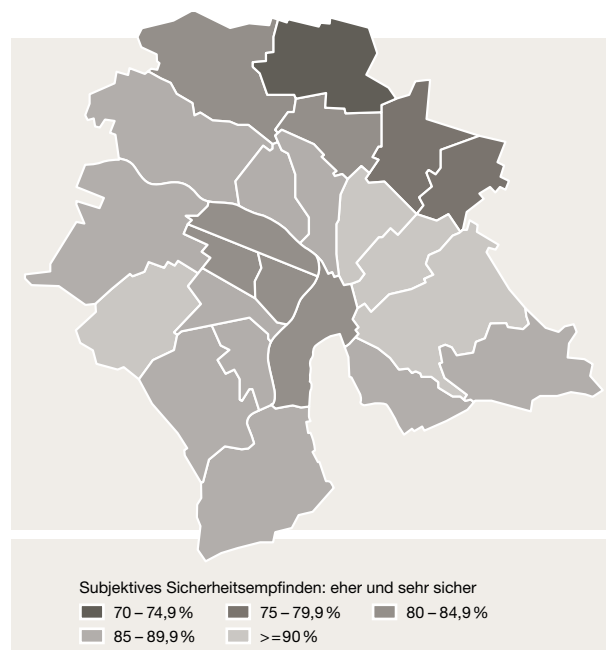 Subjektives Sicherheitsempfinden: eher und sehr sicher
70 – 74,9 % 75 – 79,9 % 80 – 84,9 %
85 – 89,9 % >=90 %